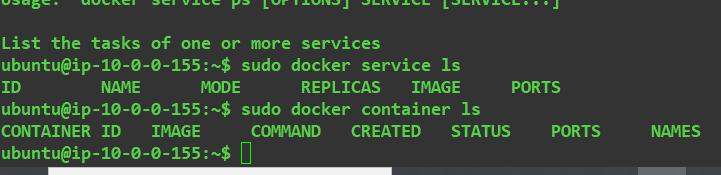 Usage:  docker service ps [OPTIONS] SERVICE [SERVICE...]
List the tasks of one or more services
ubuntu@ip-10-0-0-155:~$ sudo docker service ls
ID        NAME      MODE      REPLICAS   IMAGE     PORTS
ubuntu@ip-10-0-0-155:~$ sudo docker container ls
CONTAINER ID   IMAGE     COMMAND   CREATED   STATUS    PORTS     NAMES
ubuntu@ip-10-0-0-155:~$